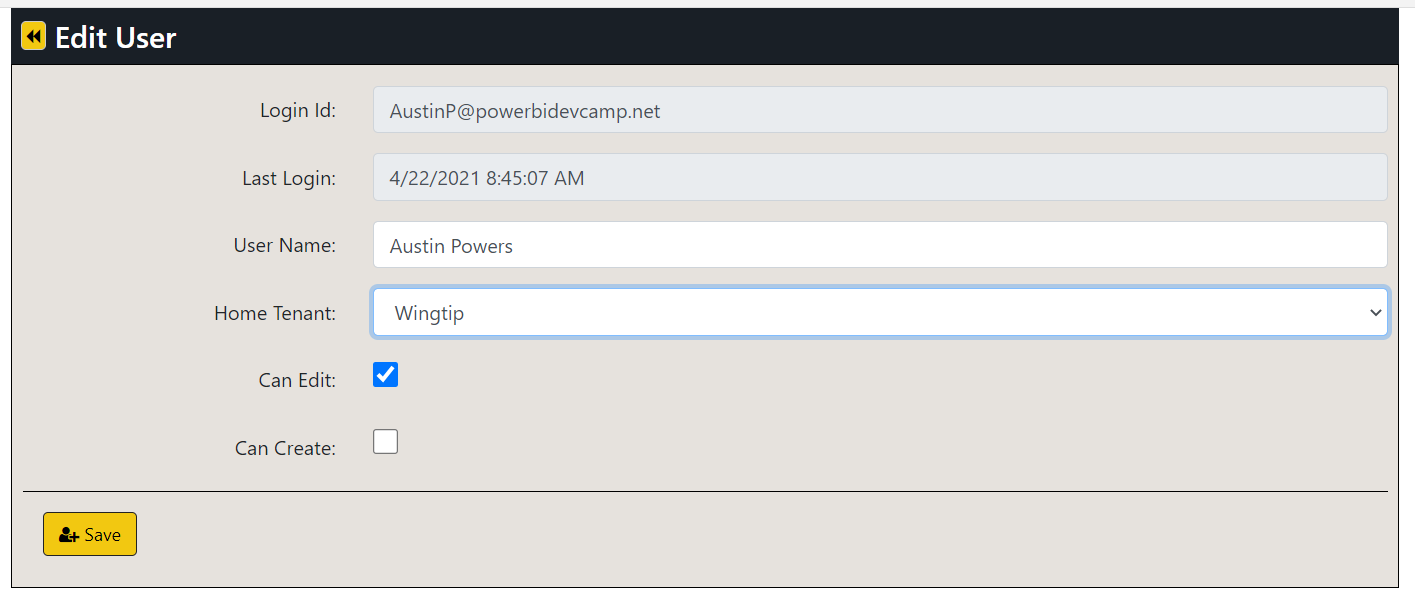 Edit User
Login Id: AustinP@powerbidevcamp.net
Last Login: 4/22/2021 8:45:07 AM
User Name: Austin Powers
Home Tenant: Wingtip
Can Edit:
Can Create:
Save